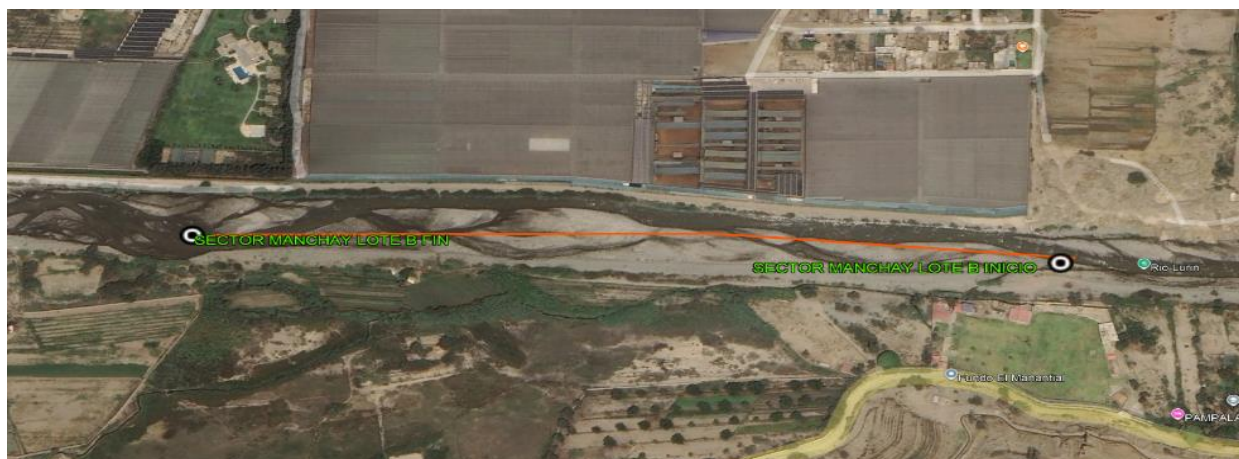 SECTOR MANCHAY LOTE B FIN
SECTOR MANCHAY LOTE B INICIO
Rio Lurin
Fundo El Manantial
PAMPALA